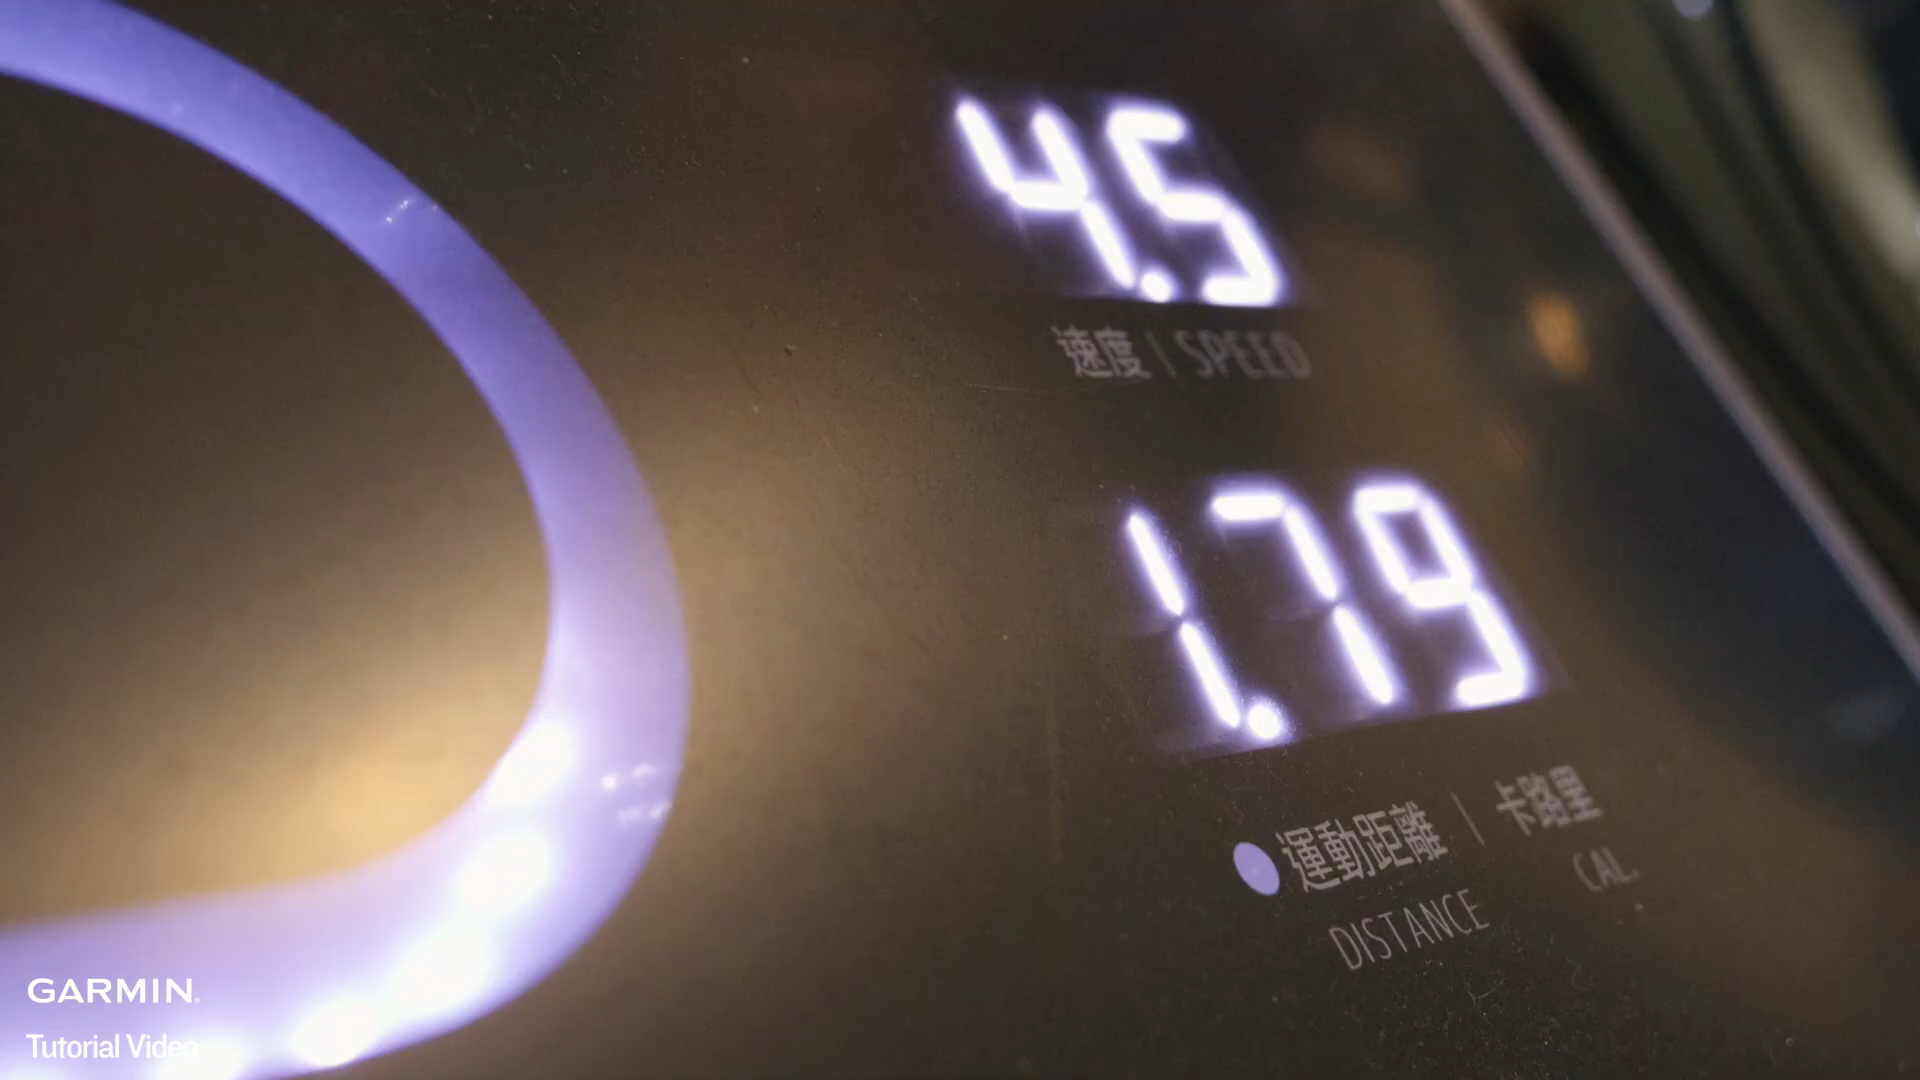 4.5
速度 | SPEED
1.79
運動距離 | 卡路里
DISTANCE CAL.
GARMIN.
Tutorial Video